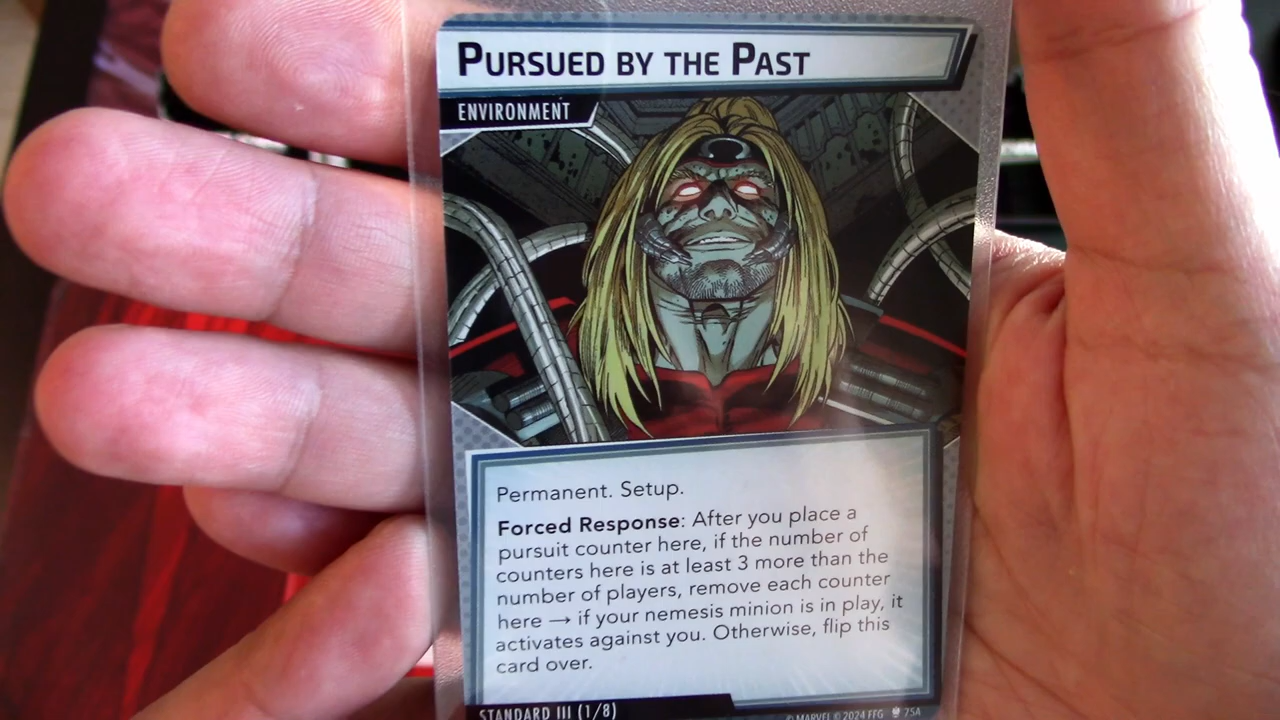 PURSUED BY THE PAST
ENVIRONMENT
Permanent. Setup.
Forced Response: After you place a
pursuit counter here, if the number of
counters here is at least 3 more than the
number of players, remove each counter
here → if your nemesis minion is in play, it
activates against you. Otherwise, flip this
card over.
STANDARD III (1/8)
© MARVEL © 2024 FFG 75A